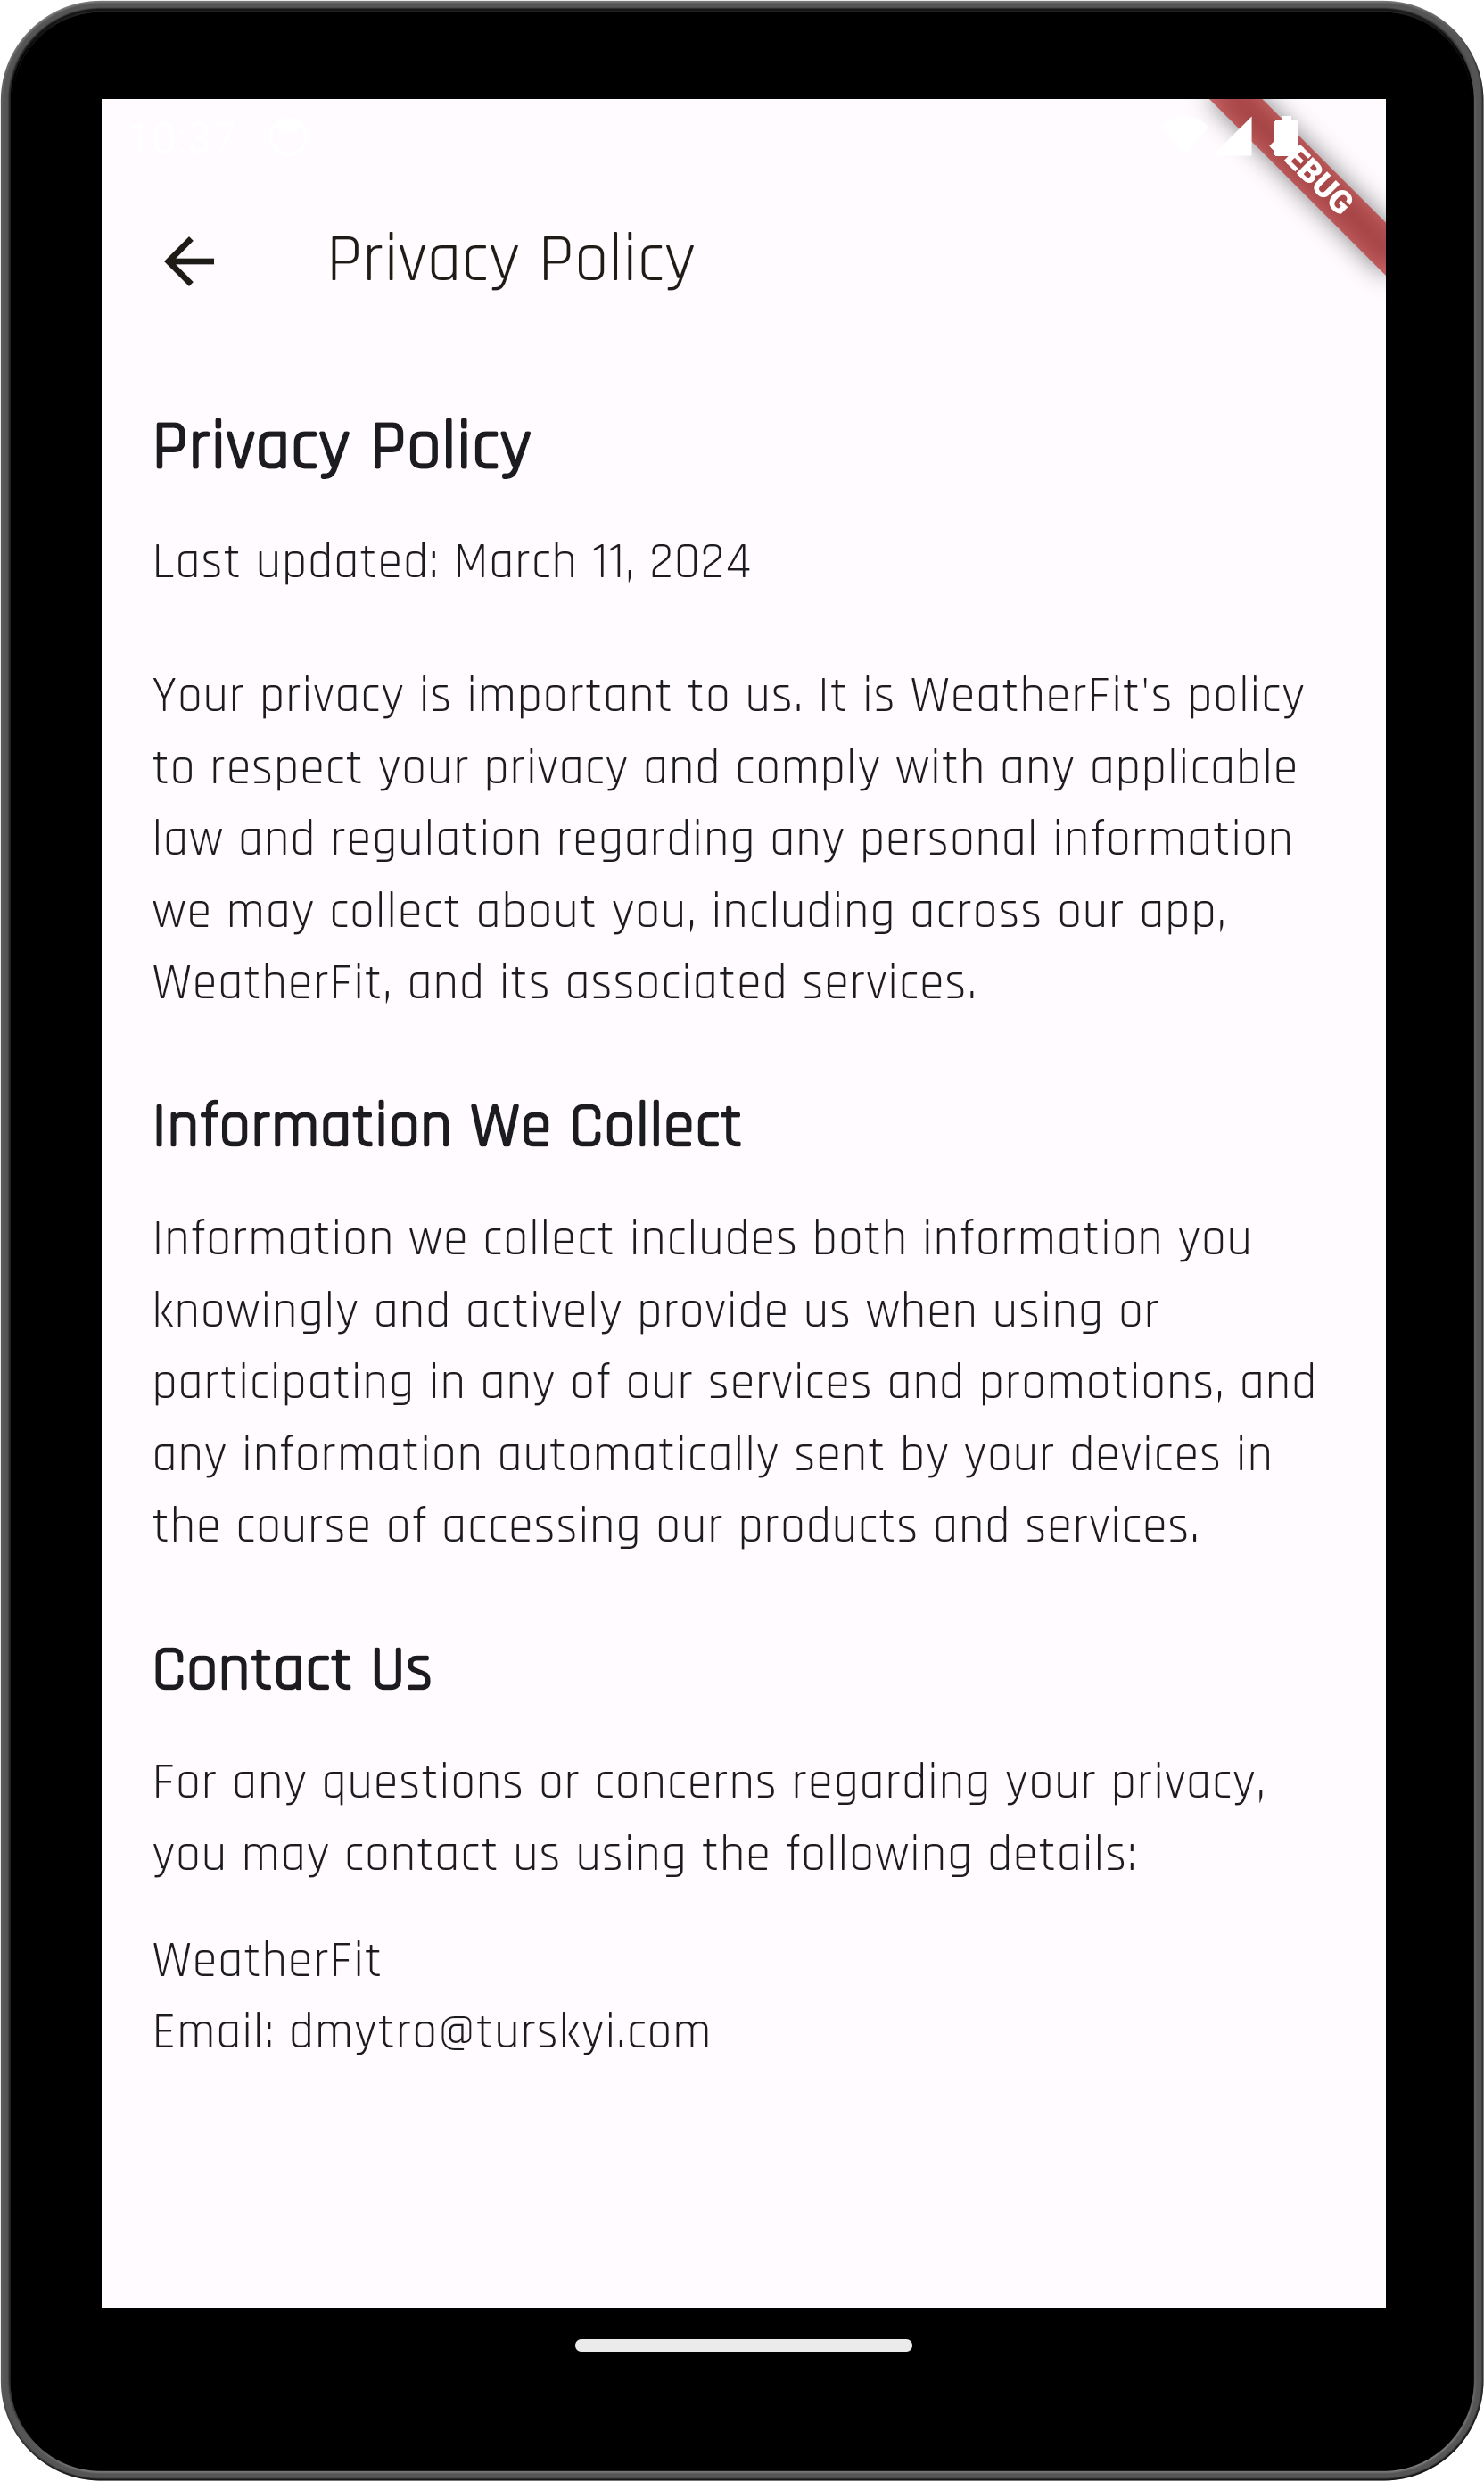 Privacy Policy
Privacy Policy
Last updated: March 11, 2024
Your privacy is important to us. It is WeatherFit's policy
to respect your privacy and comply with any applicable
law and regulation regarding any personal information
we may collect about you, including across our app,
WeatherFit, and its associated services.
Information We Collect
Information we collect includes both information you
knowingly and actively provide us when using or
participating in any of our services and promotions, and
any information automatically sent by your devices in
the course of accessing our products and services.
Contact Us
For any questions or concerns regarding your privacy,
you may contact us using the following details:
WeatherFit
Email: dmytro@turskyi.com